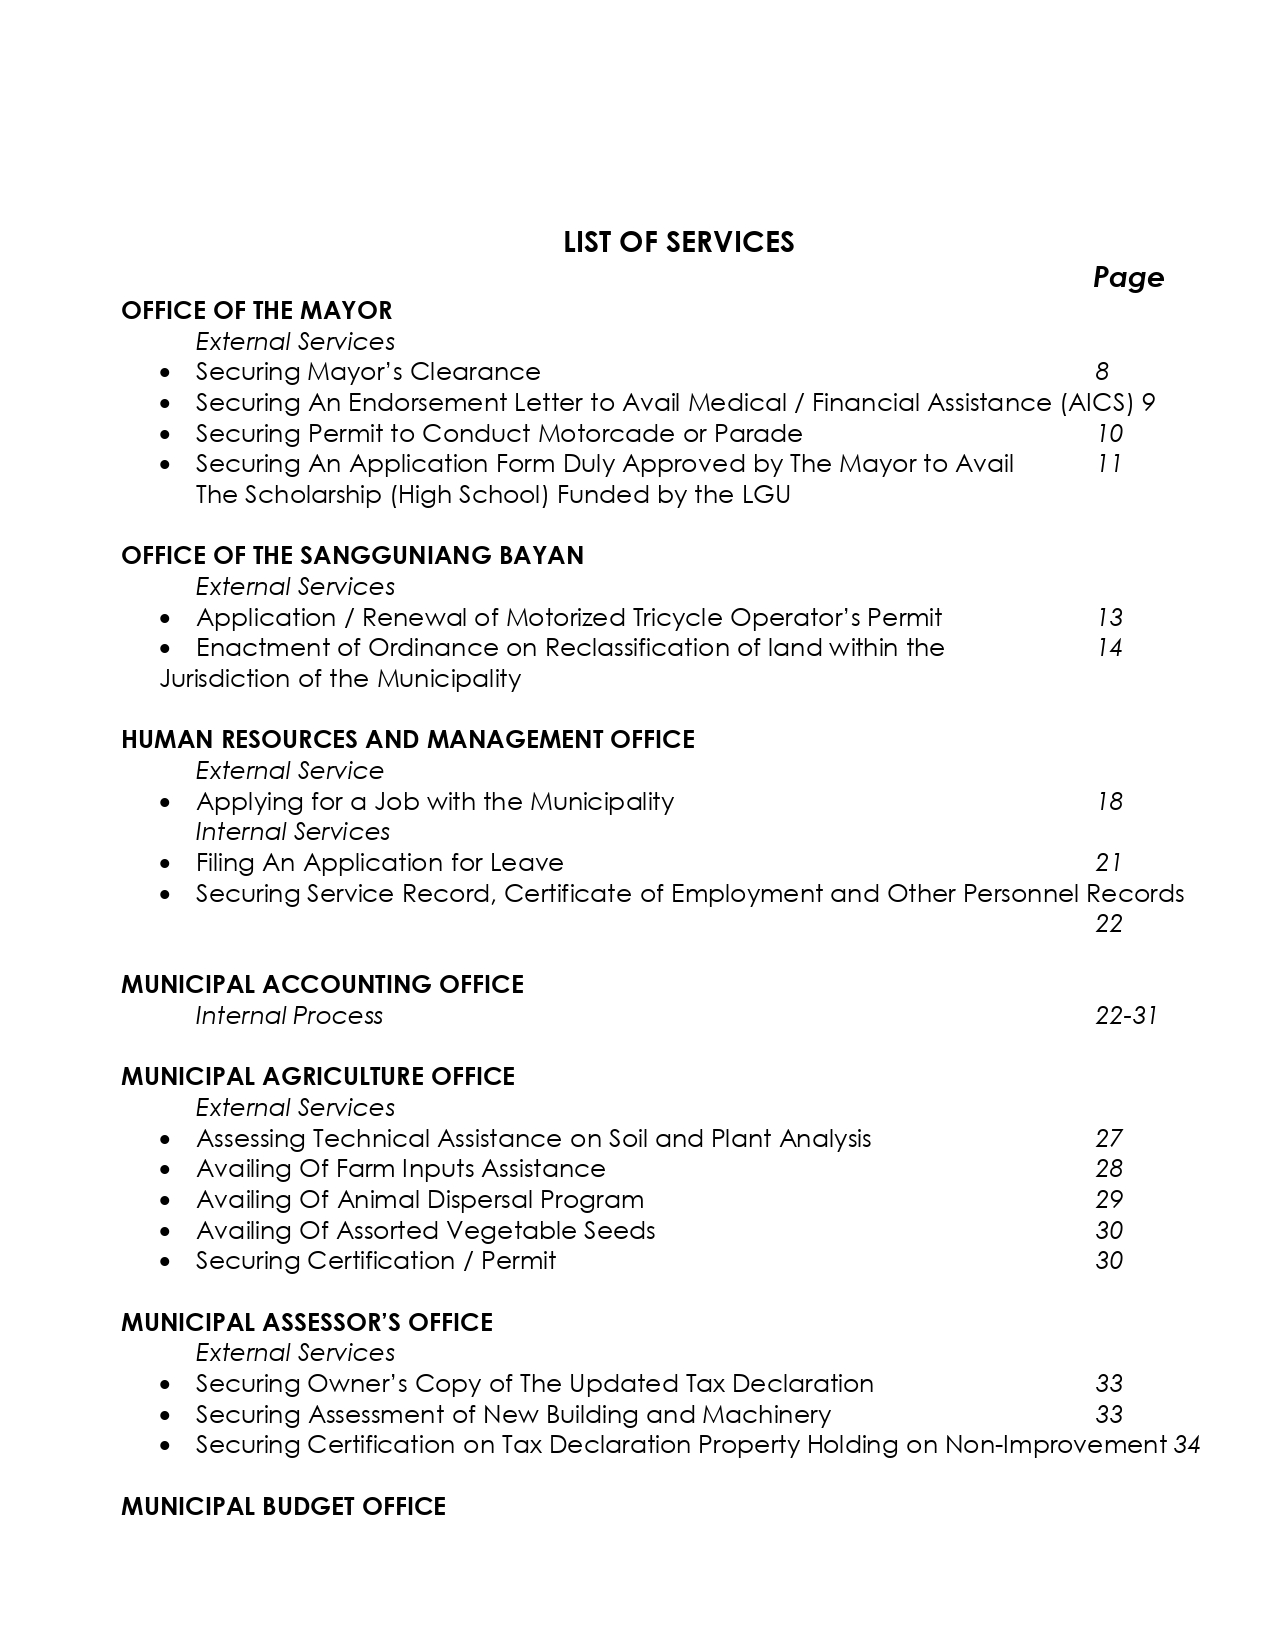 LIST OF SERVICES
Page
OFFICE OF THE MAYOR
External Services
• Securing Mayor’s Clearance 8
• Securing An Endorsement Letter to Avail Medical / Financial Assistance (AICS) 9
• Securing Permit to Conduct Motorcade or Parade 10
• Securing An Application Form Duly Approved by The Mayor to Avail 11
The Scholarship (High School) Funded by the LGU
OFFICE OF THE SANGGUNIANG BAYAN
External Services
• Application / Renewal of Motorized Tricycle Operator’s Permit 13
• Enactment of Ordinance on Reclassification of land within the 14
Jurisdiction of the Municipality
HUMAN RESOURCES AND MANAGEMENT OFFICE
External Service
• Applying for a Job with the Municipality 18
Internal Services
• Filing An Application for Leave 21
• Securing Service Record, Certificate of Employment and Other Personnel Records
22
MUNICIPAL ACCOUNTING OFFICE
Internal Process 22-31
MUNICIPAL AGRICULTURE OFFICE
External Services
• Assessing Technical Assistance on Soil and Plant Analysis 27
• Availing Of Farm Inputs Assistance 28
• Availing Of Animal Dispersal Program 29
• Availing Of Assorted Vegetable Seeds 30
• Securing Certification / Permit 30
MUNICIPAL ASSESSOR’S OFFICE
External Services
• Securing Owner’s Copy of The Updated Tax Declaration 33
• Securing Assessment of New Building and Machinery 33
• Securing Certification on Tax Declaration Property Holding on Non-Improvement 34
MUNICIPAL BUDGET OFFICE